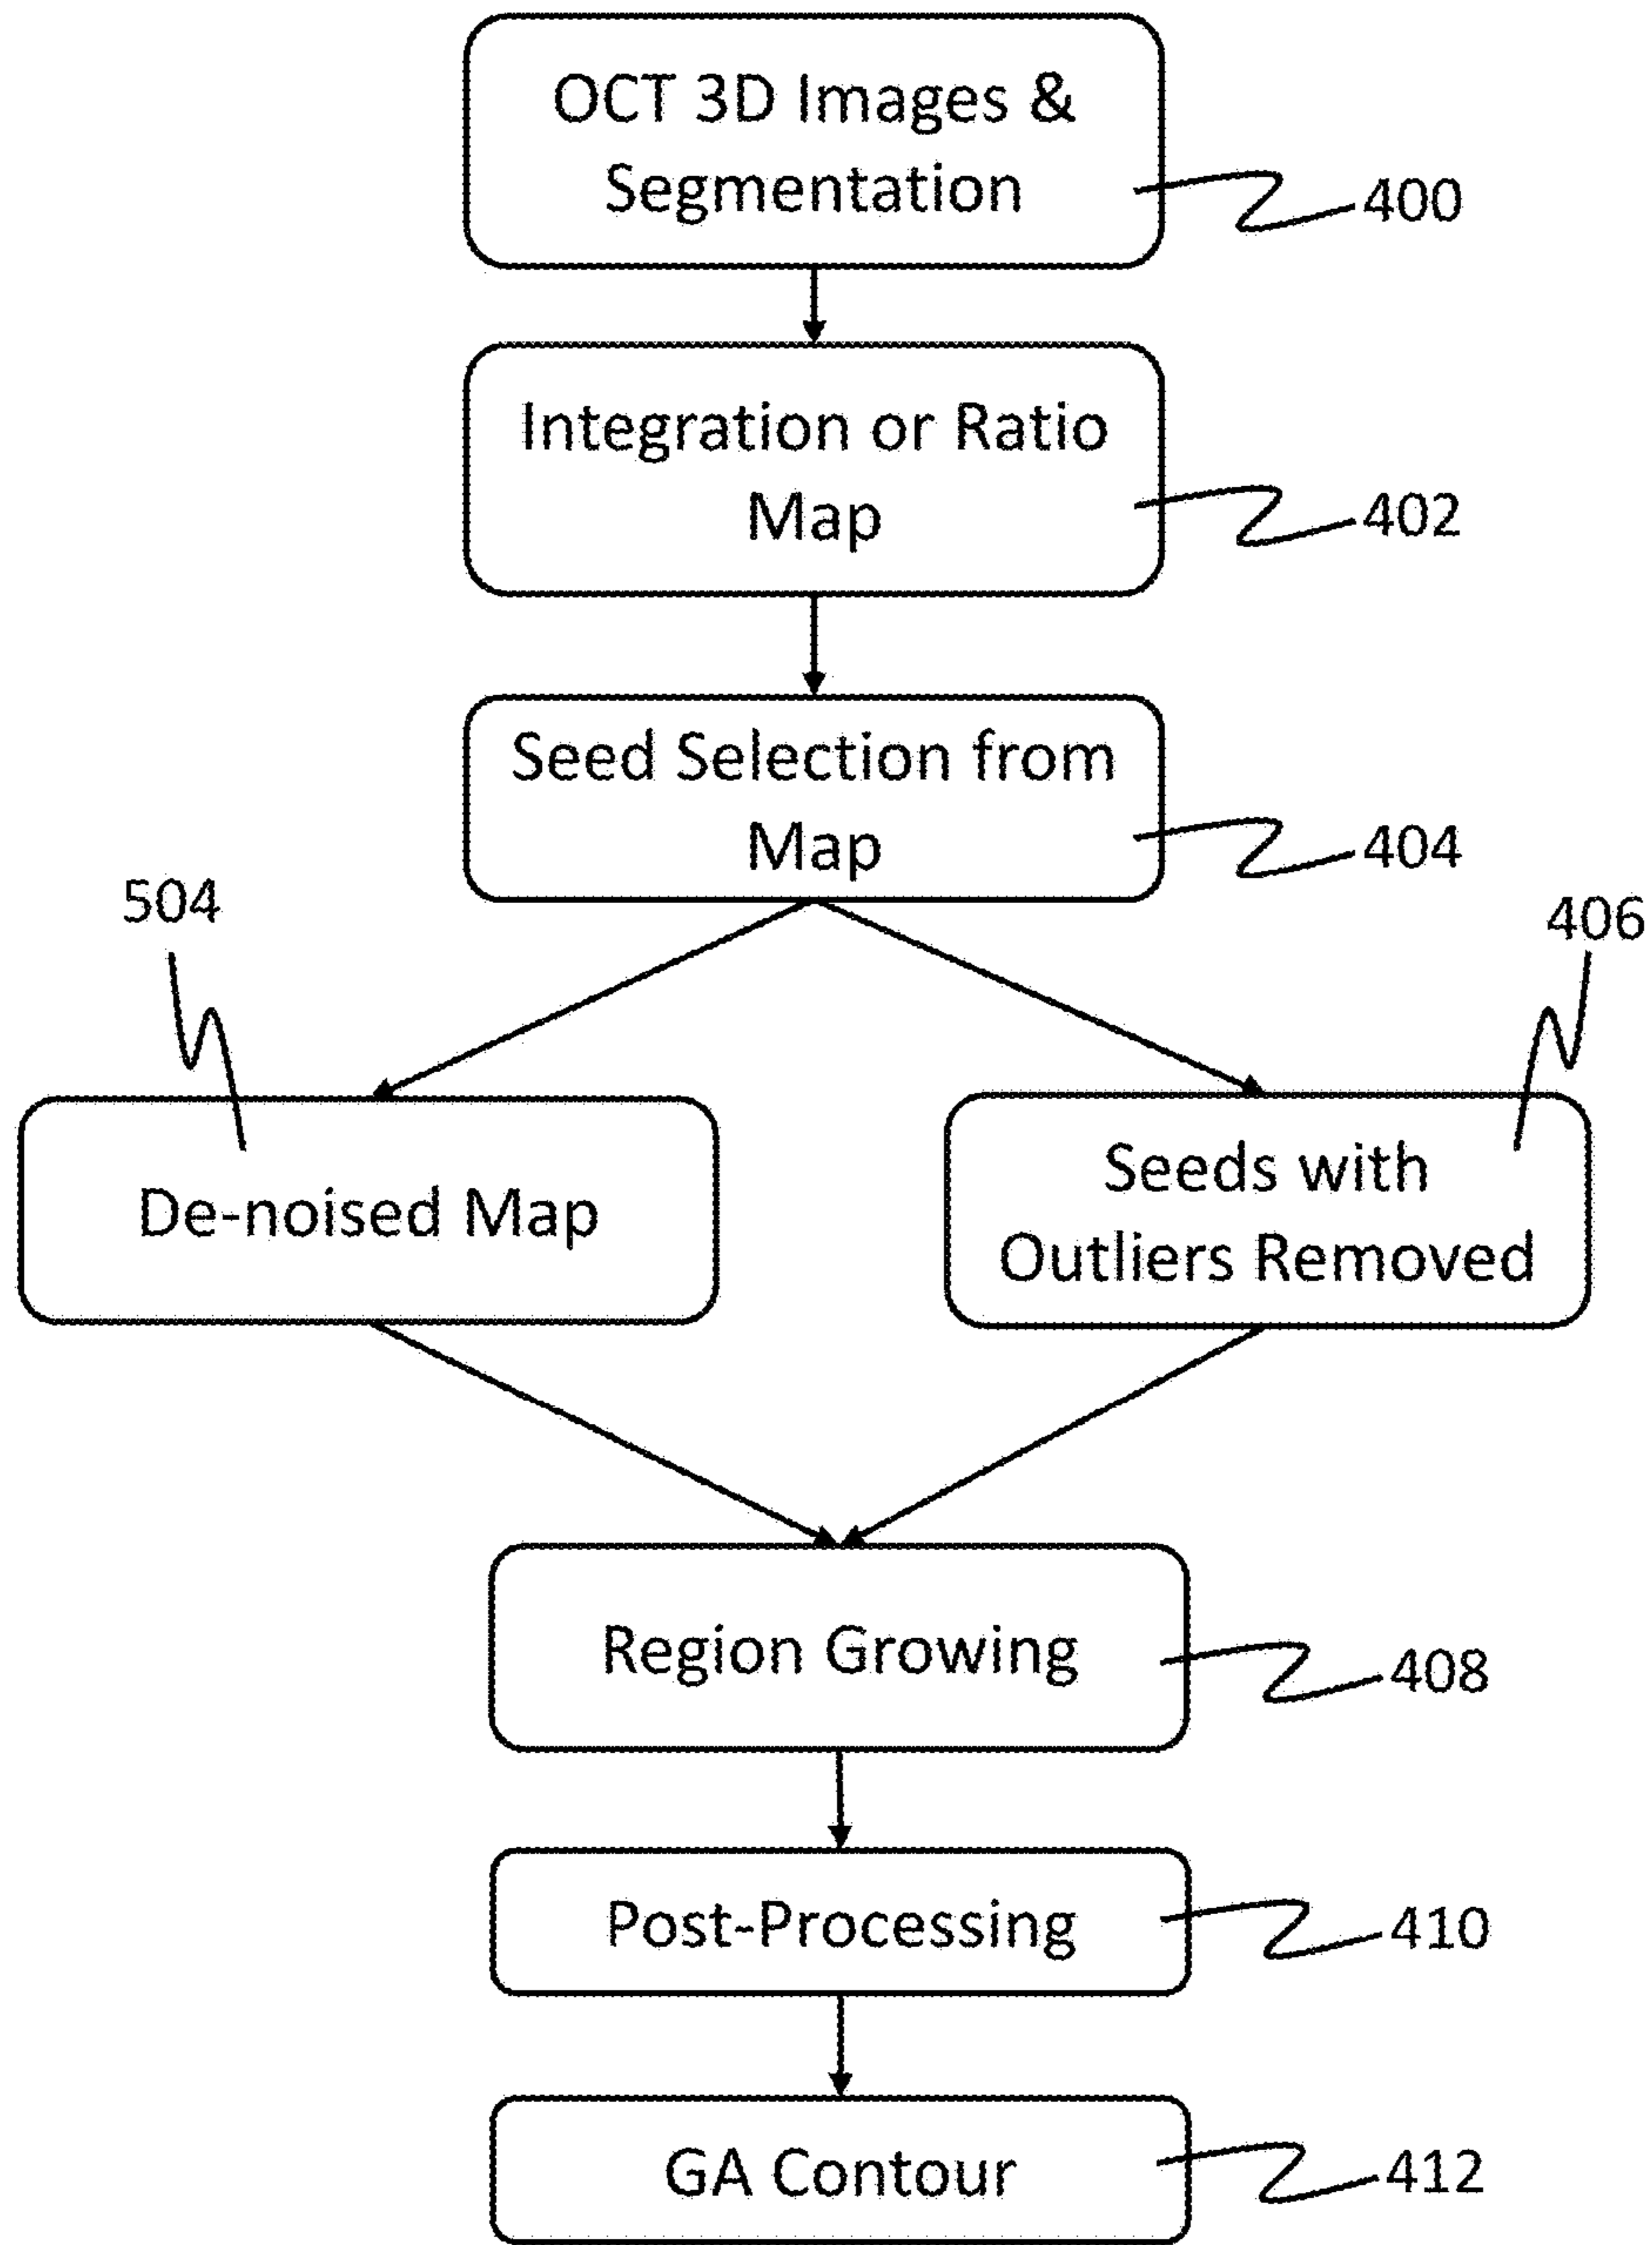 OCT 3D Images &
Segmentation
400
Integration or Ratio
Map
402
Seed Selection from
Map
404
504
406
De-noised Map
Seeds with
Outliers Removed
Region Growing
408
Post-Processing
410
GA Contour
412